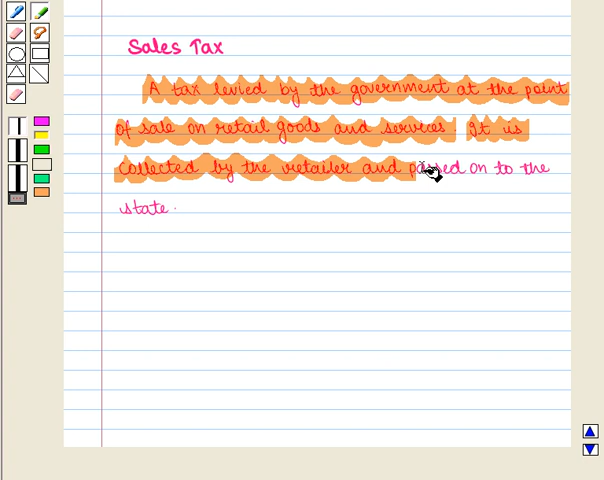 Sales Tax
A tax levied by the government at the point
of sale on retail goods and services. It is
collected by the retailer and passed on to the
state.